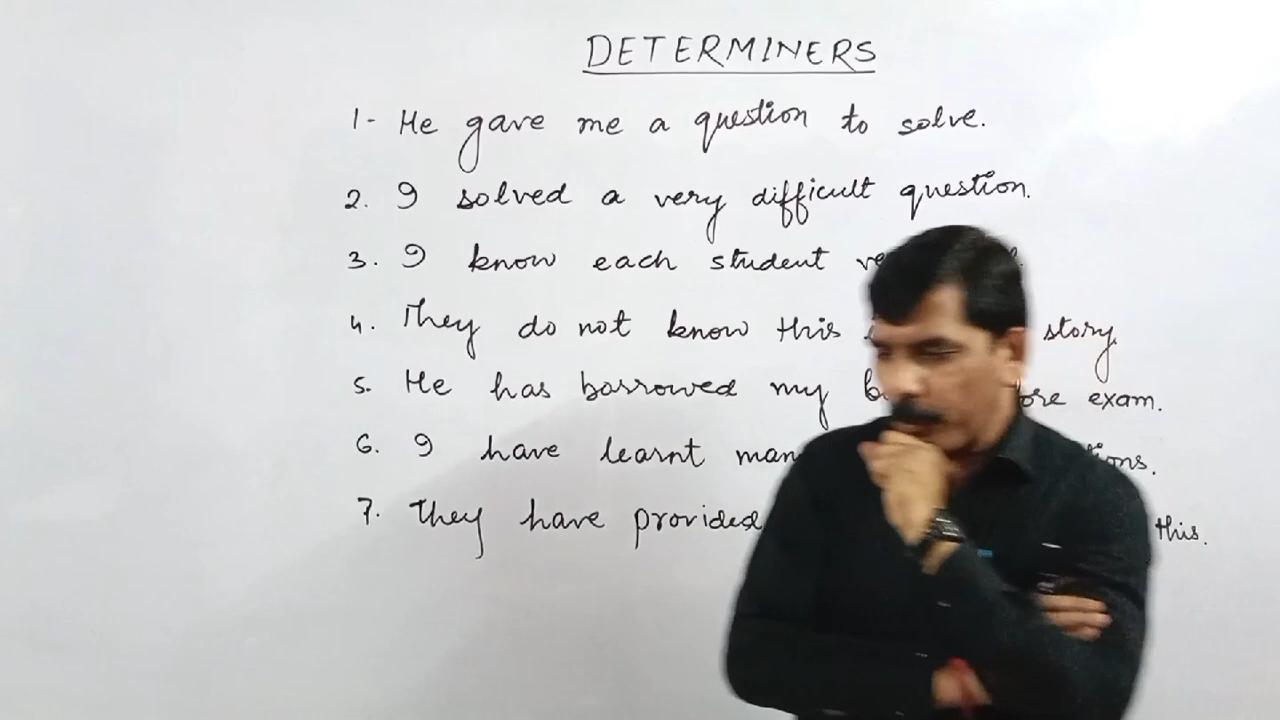 DETERMINERS
1- He gave me a question to solve.
2. I solved a very difficult question.
3. I know each student
4. They do not know this story.
5. He has borrowed my exam.
6. I have learnt
7. They have provided this.